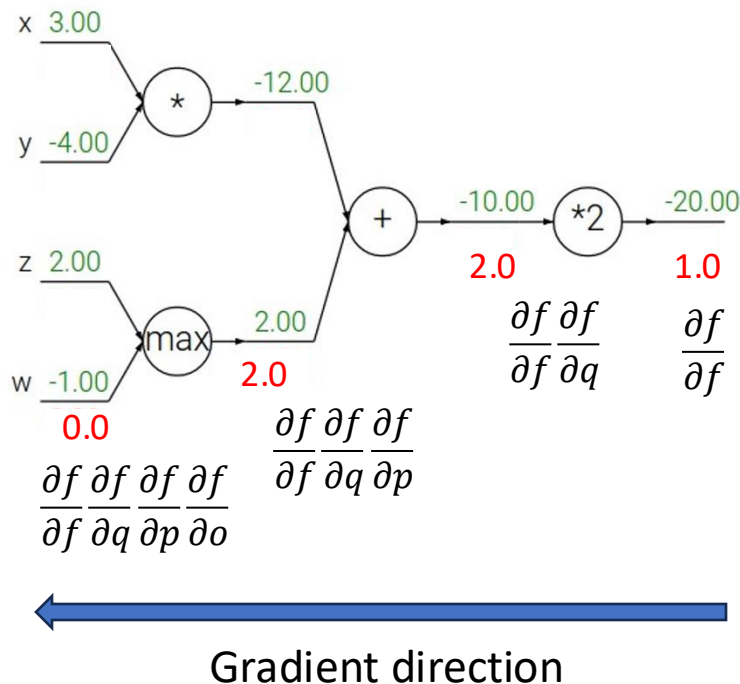 x 3.00
-12.00
*
y -4.00
+
-10.00
*2
-20.00
2.0
1.0
z 2.00
max
2.00
2.0
w -1.00
0.0
∂f/∂f ∂f/∂q
∂f/∂f
∂f/∂f ∂f/∂q ∂f/∂p
∂f/∂f ∂f/∂q ∂f/∂p ∂f/∂o
Gradient direction